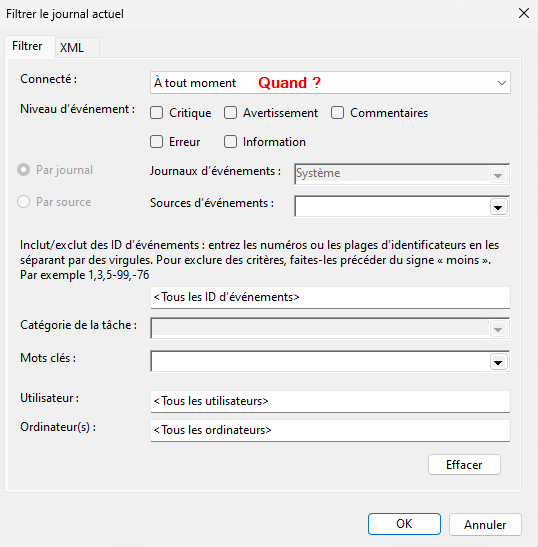 Filtrer le journal actuel
Filtrer XML
Connecté : À tout moment Quand ?
Niveau d'événement : Critique Avertissement Commentaires
Erreur Information
Par journal Journaux d'événements : Système
Par source Sources d'événements :
Inclut/exclut des ID d'événements : entrez les numéros ou les plages d'identificateurs en les
séparant par des virgules. Pour exclure des critères, faites-les précéder du signe « moins ».
Par exemple 1,3,5-99,-76
<Tous les ID d'événements>
Catégorie de la tâche :
Mots clés :
Utilisateur : <Tous les utilisateurs>
Ordinateur(s) : <Tous les ordinateurs>
Effacer
OK Annuler